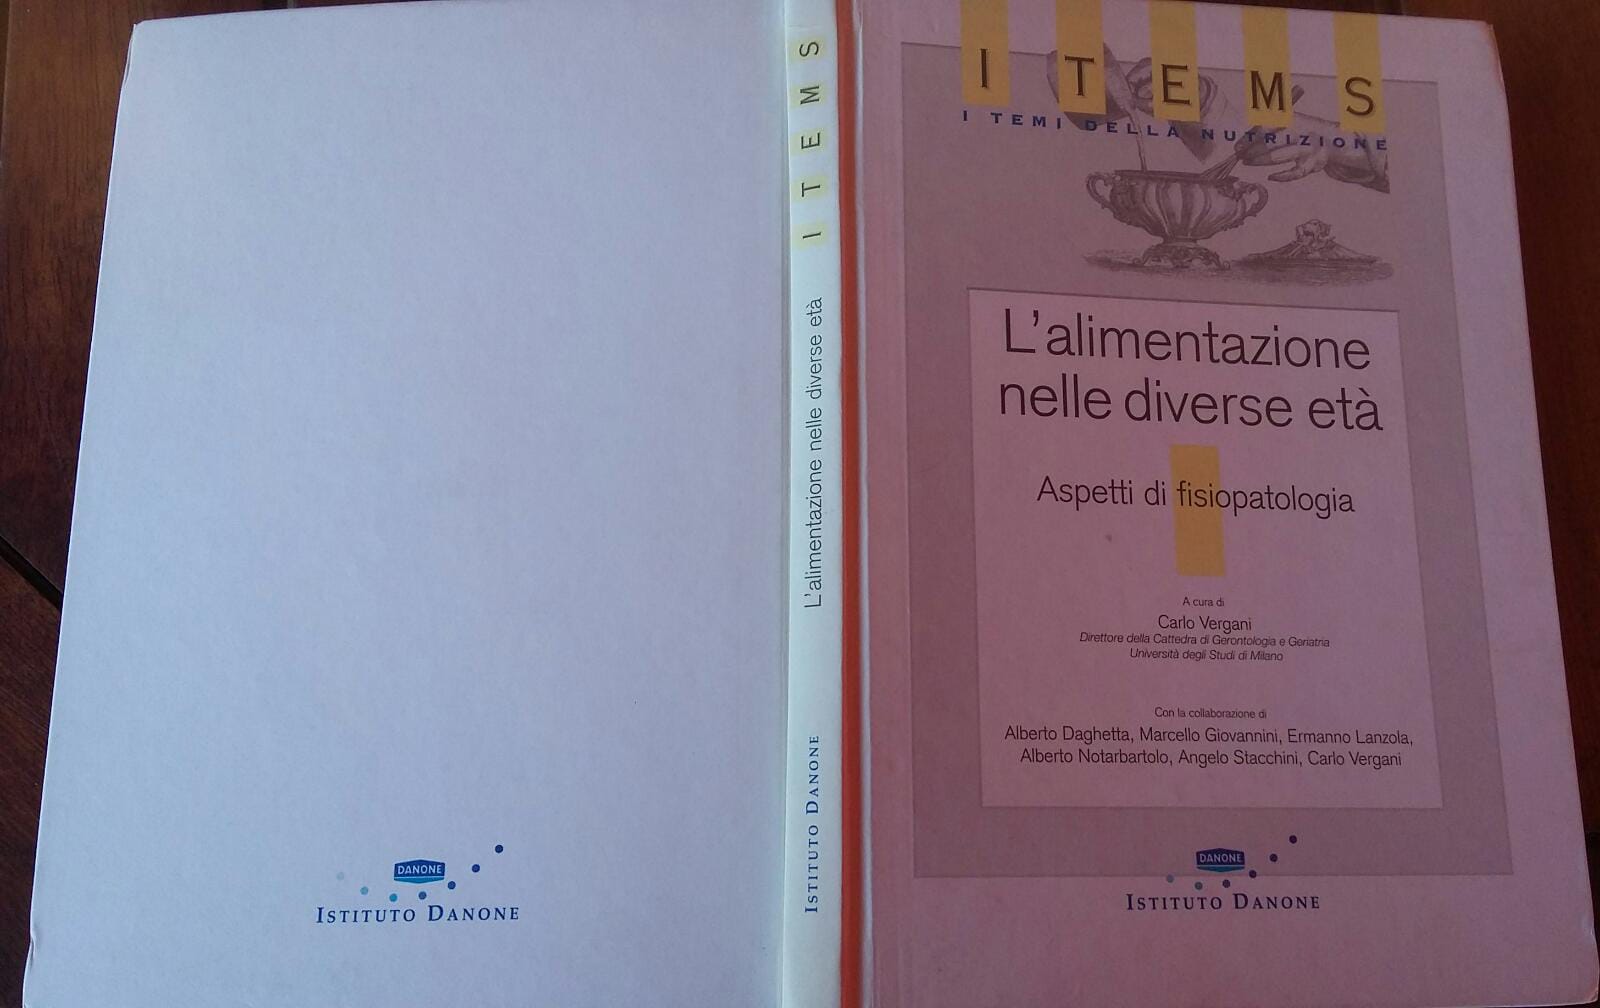 DANONE
ISTITUTO DANONE
I T E M S
L'alimentazione nelle diverse età
ISTITUTO DANONE
I T E M S
I TEMI DELLA NUTRIZIONE
L'alimentazione
nelle diverse età
Aspetti di fisiopatologia
A cura di
Carlo Vergani
Direttore della Cattedra di Gerontologia e Geriatria
Università degli Studi di Milano
Con la collaborazione di
Alberto Daghetta, Marcello Giovannini, Ermanno Lanzola,
Alberto Notarbartolo, Angelo Stacchini, Carlo Vergani
DANONE
ISTITUTO DANONE